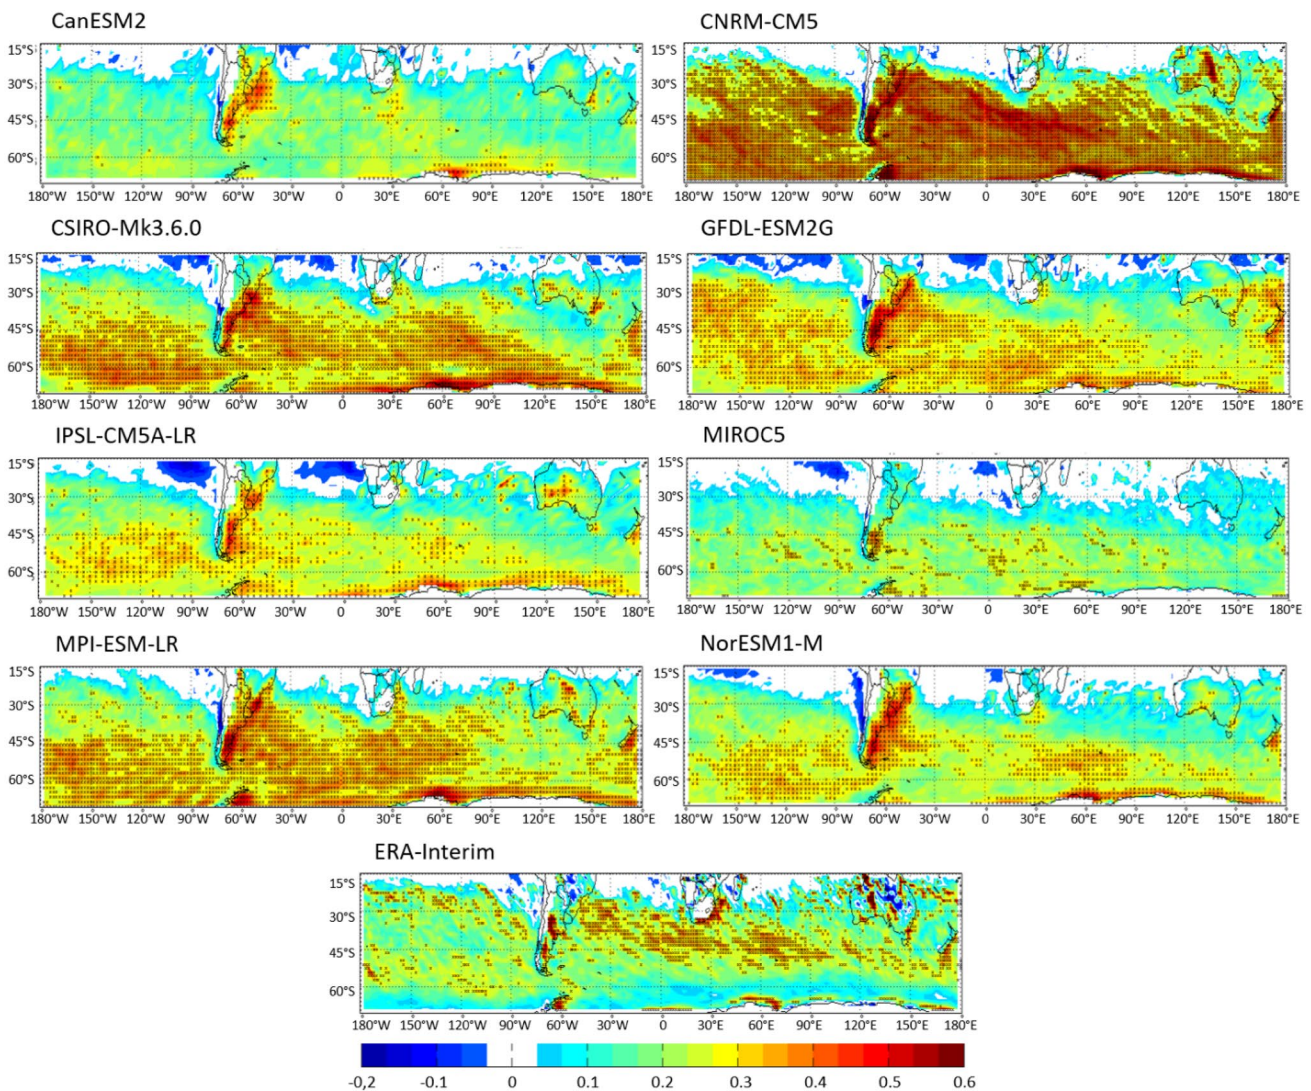 CanESM2 CNRM-CM5
15°S 15°S
30°S 30°S
45°S 45°S
60°S 60°S
180°W 150°W 90°W 60°W 30°W 0 30°E 60°E 90°E 120°E 150°E 180°E 180°W 150°W 90°W 60°W 30°W 0°E 30°E 60°E 90°E 120°E 150°E 180°E
CSIRO-Mk3.6.0 GFDL-ESM2G
15°S 15°S
30°S 30°S
45°S 45°S
60°S 60°S
180°W 150°W 90°W 60°W 30°W 0 30°E 60°E 90°E 120°E 150°E 180°E 180°W 150°W 90°W 60°W 30°W 0°E 30°E 60°E 90°E 120°E 150°E 180°E
IPSL-CM5A-LR MIROC5
15°S 15°S
30°S 30°S
45°S 45°S
60°S 60°S
180°W 150°W 90°W 60°W 30°W 0 30°E 60°E 90°E 120°E 150°E 180°E 180°W 150°W 90°W 60°W 30°W 0°E 30°E 60°E 90°E 120°E 150°E 180°E
MPI-ESM-LR NorESM1-M
15°S 15°S
30°S 30°S
45°S 45°S
60°S 60°S
180°W 150°W 90°W 60°W 30°W 0 30°E 60°E 90°E 120°E 150°E 180°E 180°W 150°W 90°W 60°W 30°W 0 30°E 60°E 90°E 120°E 150°E 180°E
ERA-Interim
15°S
30°S
45°S
60°S
180°W 150°W 120°W 90°W 60°W 30°W 0 30°E 60°E 90°E 120°E 150°E 180°E
-0,2 -0.1 0 0.1 0.2 0.3 0.4 0.5 0.6